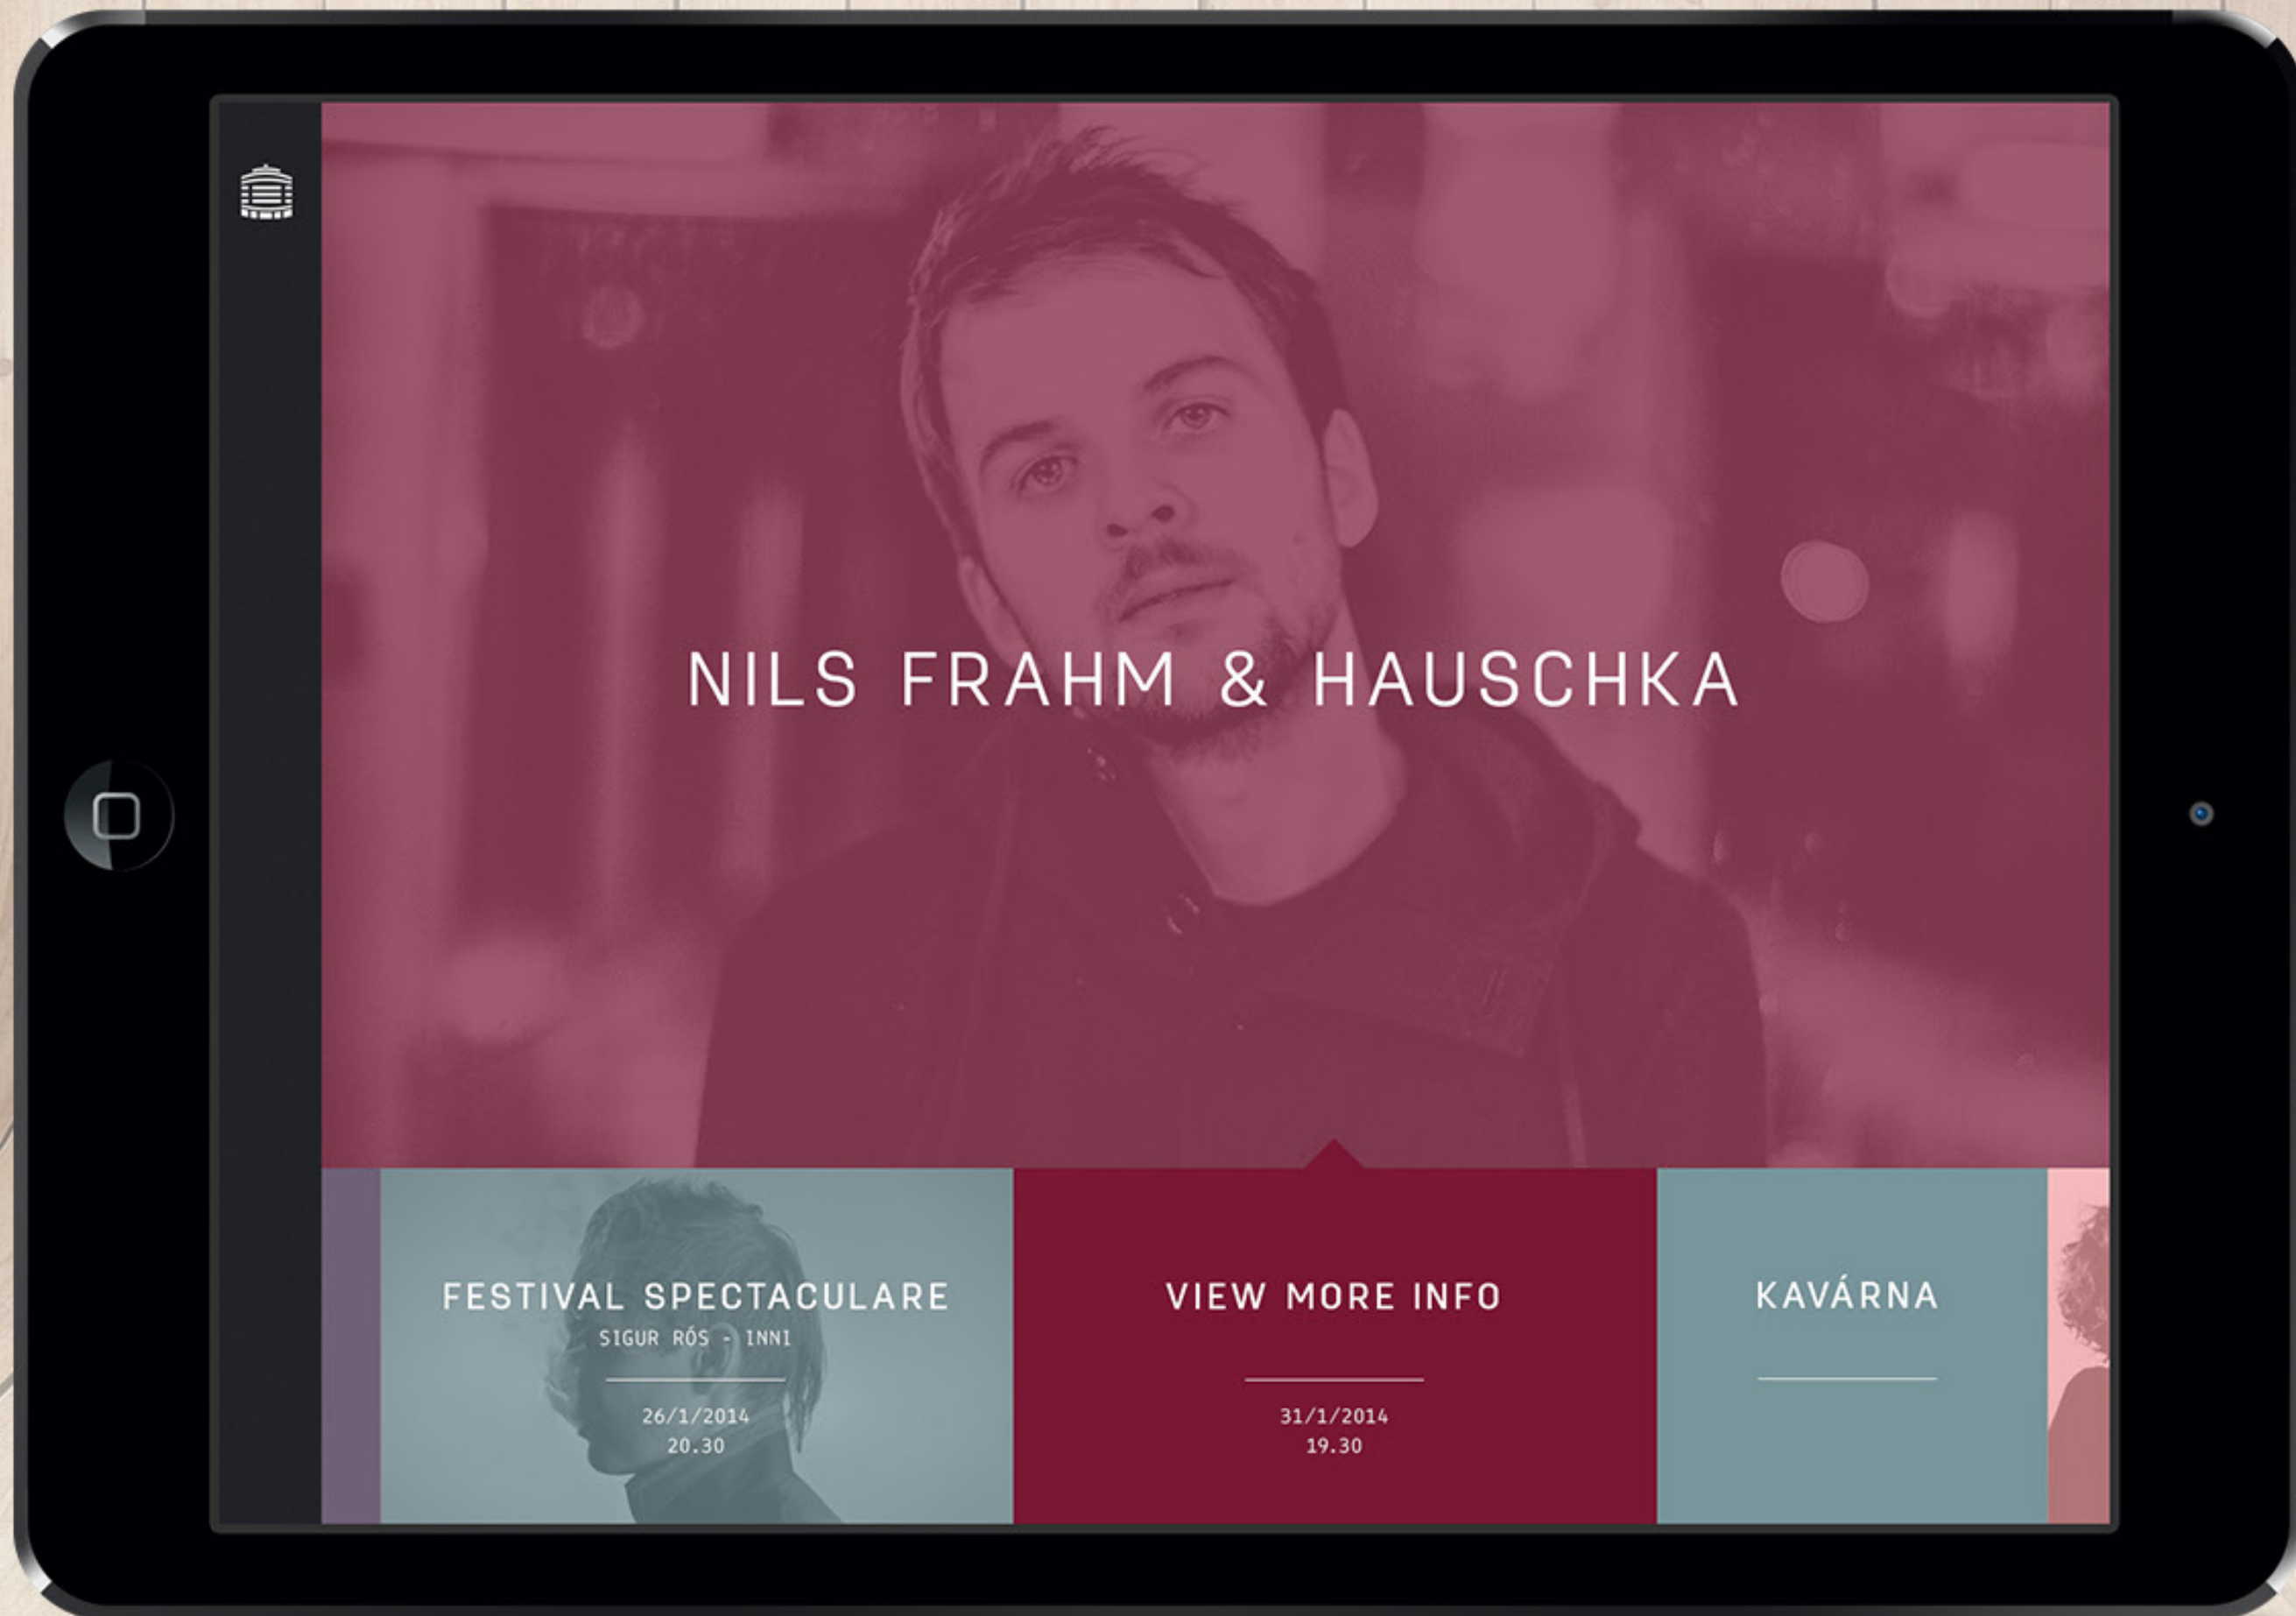 NILS FRAHM & HAUSCHKA
FESTIVAL SPECTACULARE
SIGUR RÓS - INNI
26/1/2014
20.30
VIEW MORE INFO
31/1/2014
19.30
KAVÁRNA